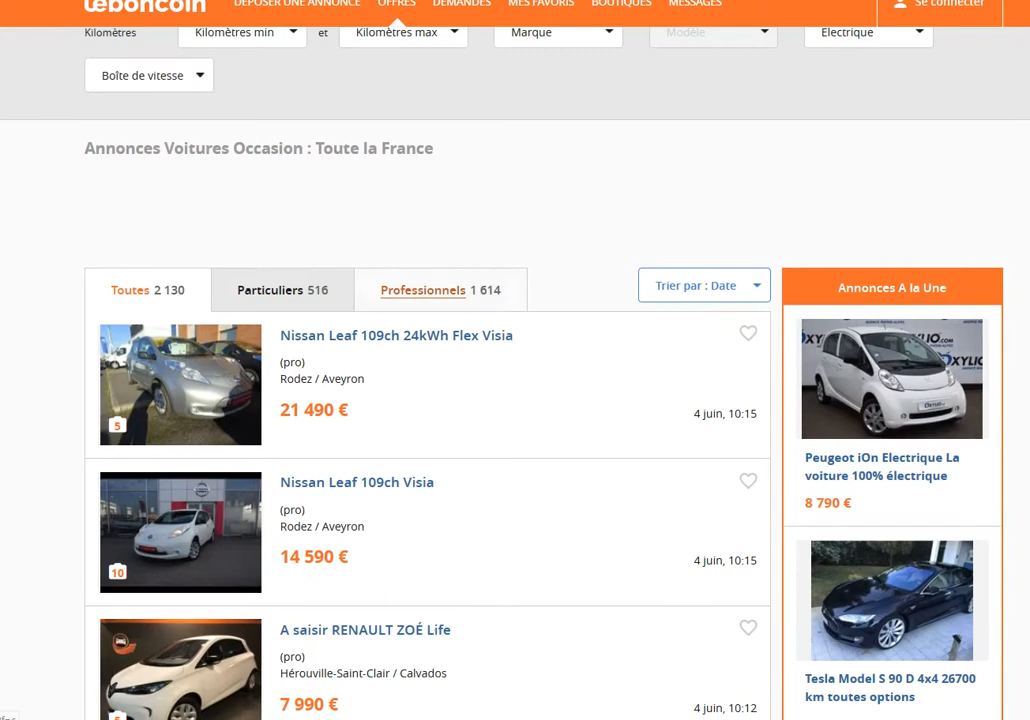 leboncoin DÉPOSER UNE ANNONCE OFFRES DEMANDES MES FAVORIS BOUTIQUES MESSAGES Se connecter
Kilomètres Kilomètres min et Kilomètres max Marque Modèle Electrique
Boîte de vitesse
Annonces Voitures Occasion : Toute la France
Toutes 2 130 Particuliers 516 Professionnels 1 614 Trier par : Date
Annonces A la Une
Nissan Leaf 109ch 24kWh Flex Visia
(pro)
Rodez / Aveyron
21 490 €
4 juin, 10:15
5
Nissan Leaf 109ch Visia
(pro)
Rodez / Aveyron
14 590 €
4 juin, 10:15
10
A saisir RENAULT ZOÉ Life
(pro)
Hérouville-Saint-Clair / Calvados
7 990 €
4 juin, 10:12
5
OXYLIO
Peugeot iOn Electrique La
voiture 100% électrique
8 790 €
Tesla Model S 90 D 4x4 26700
km toutes options